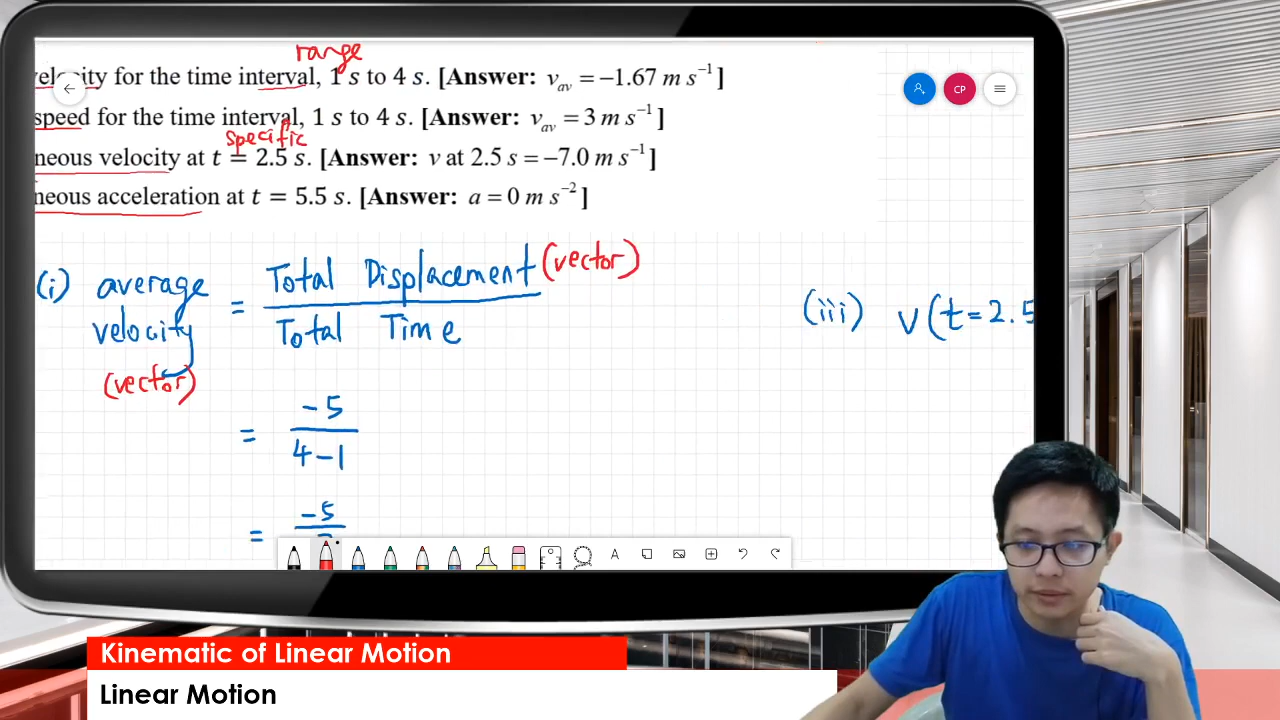 range
elocity for the time interval, 1 s to 4 s. [Answer: vav = −1.67 m s−1]
speed for the time interval, 1 s to 4 s. [Answer: vav = 3 m s−1]
specific
neous velocity at t = 2.5 s. [Answer: v at 2.5 s = −7.0 m s−1]
neous acceleration at t = 5.5 s. [Answer: a = 0 m s−2]
CP
(i) average velocity = Total Displacement (vector)
Total Time
(vector)
= -5
4-1
= -5
(iii) v(t=2.5
A
Kinematic of Linear Motion
Linear Motion